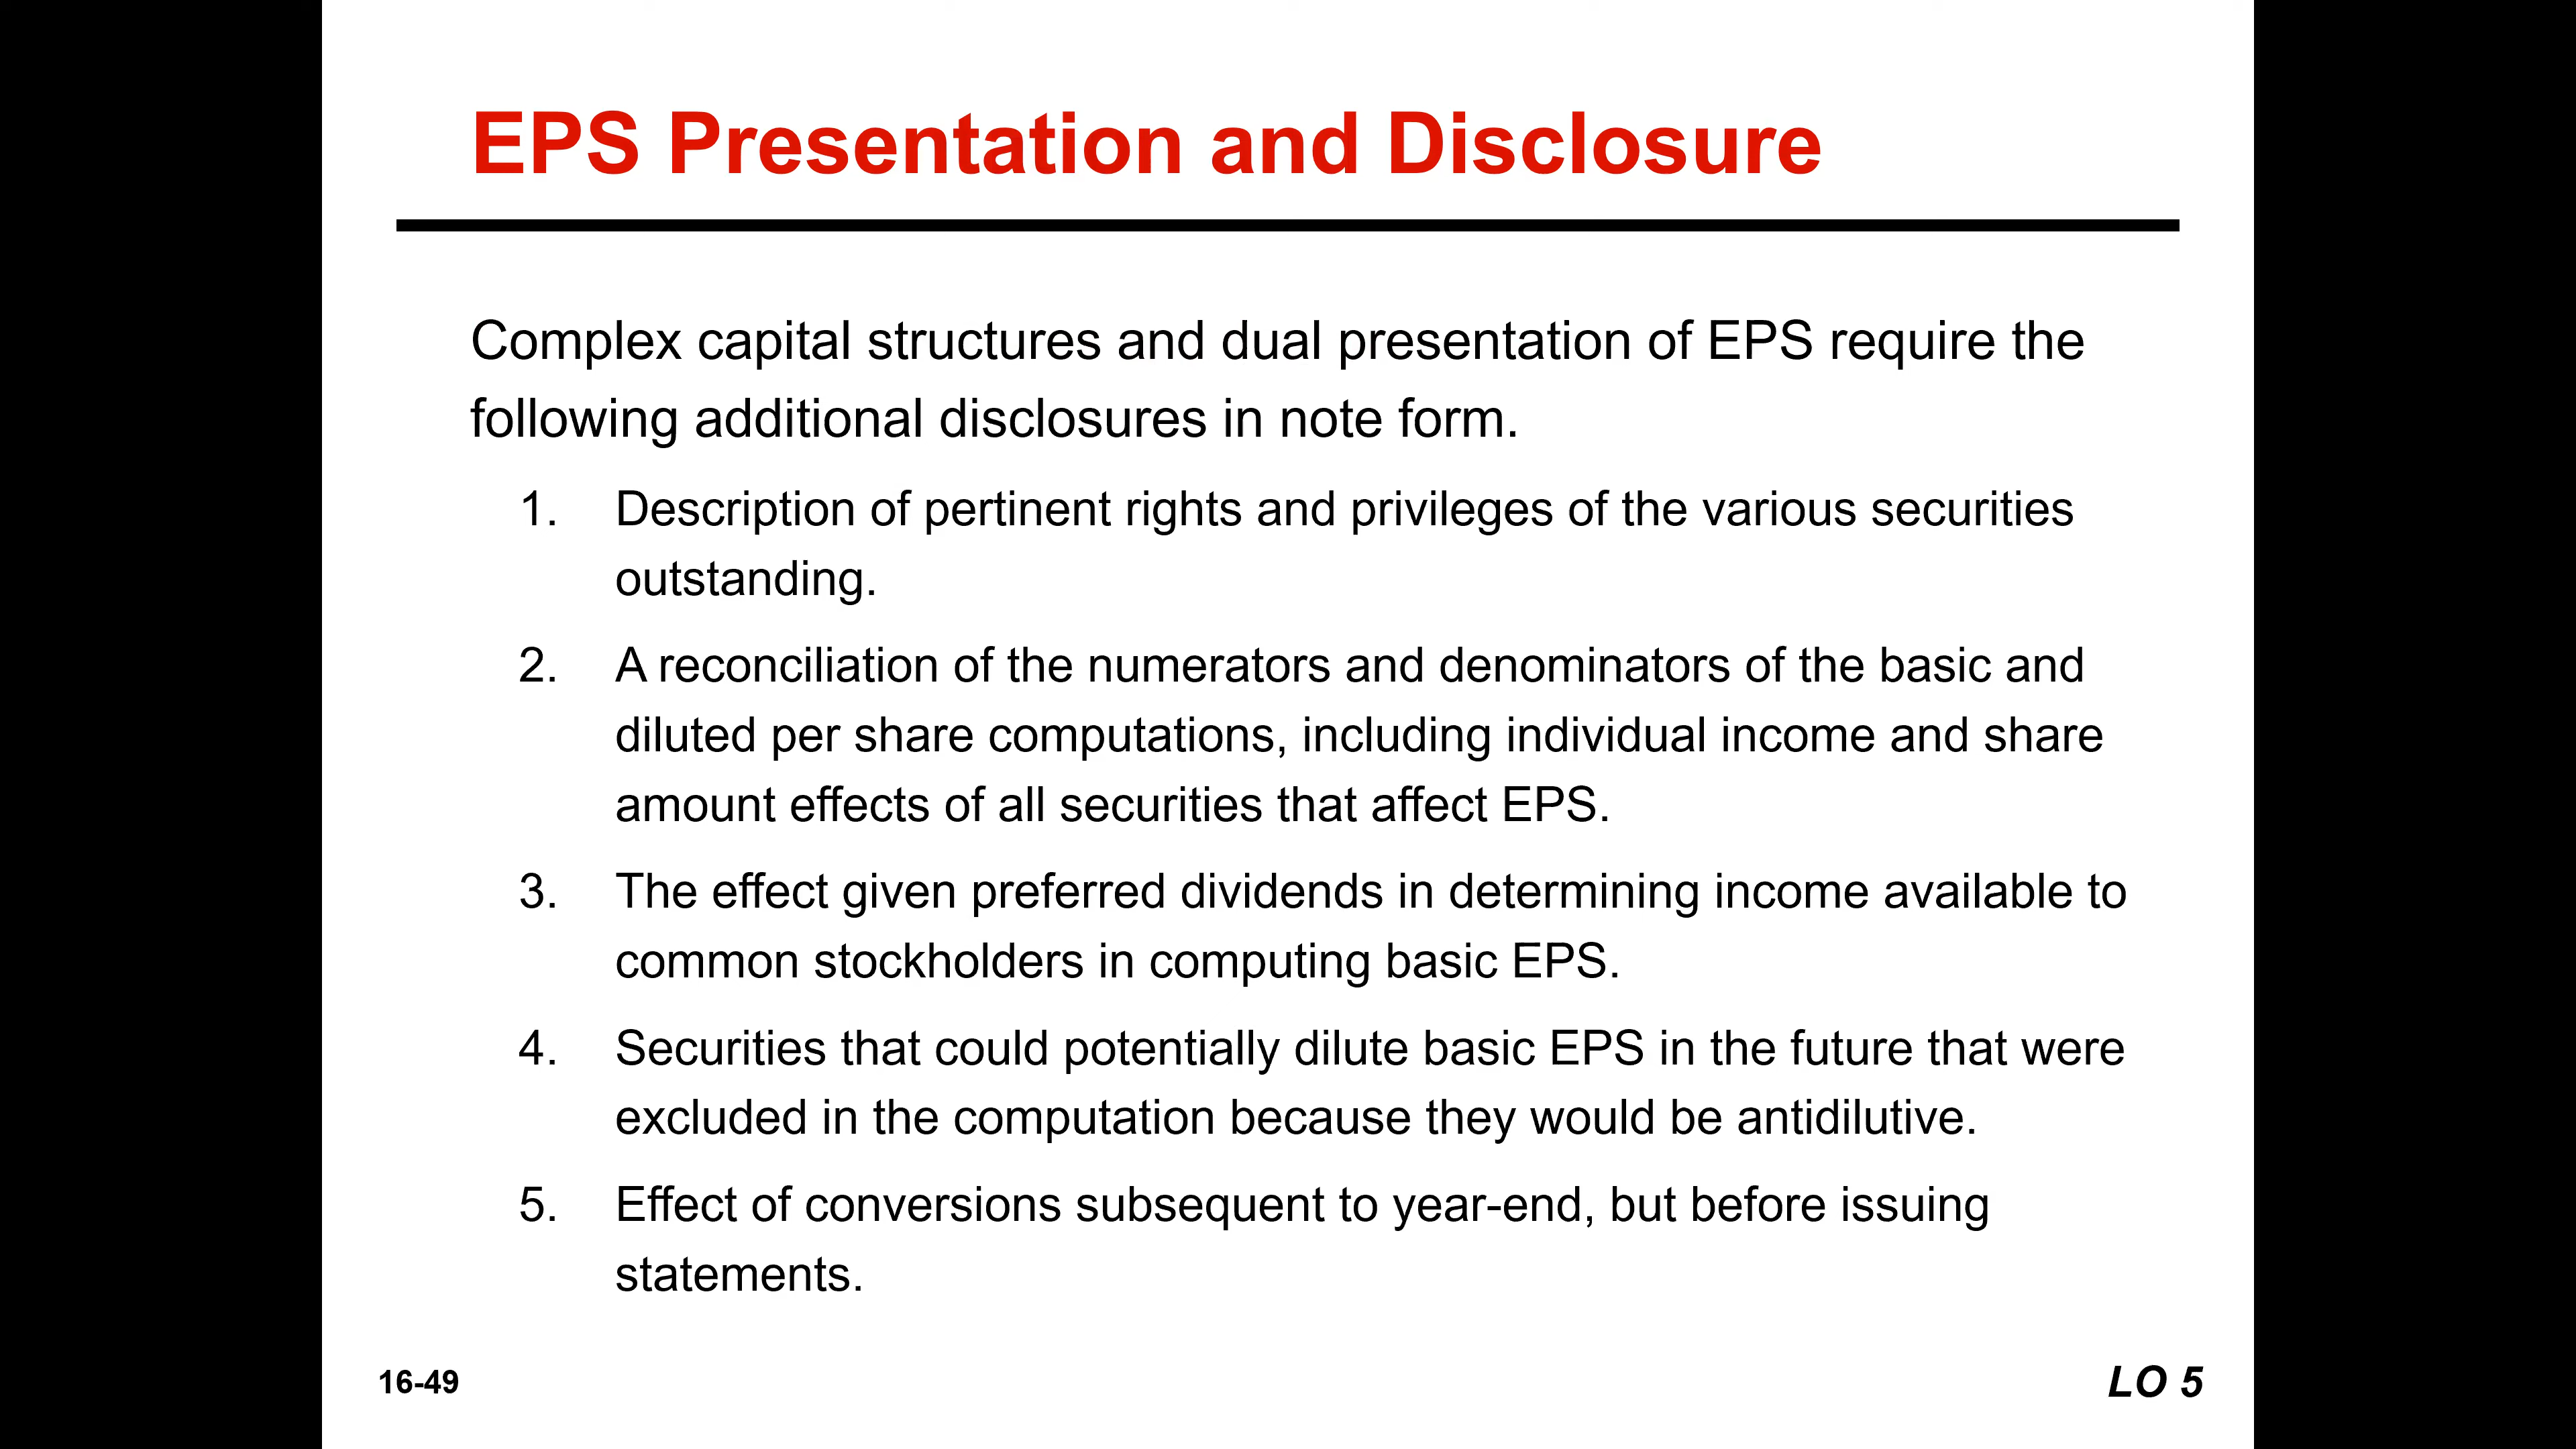 EPS Presentation and Disclosure
Complex capital structures and dual presentation of EPS require the
following additional disclosures in note form.
1. Description of pertinent rights and privileges of the various securities
outstanding.
2. A reconciliation of the numerators and denominators of the basic and
diluted per share computations, including individual income and share
amount effects of all securities that affect EPS.
3. The effect given preferred dividends in determining income available to
common stockholders in computing basic EPS.
4. Securities that could potentially dilute basic EPS in the future that were
excluded in the computation because they would be antidilutive.
5. Effect of conversions subsequent to year-end, but before issuing
statements.
16-49
LO 5